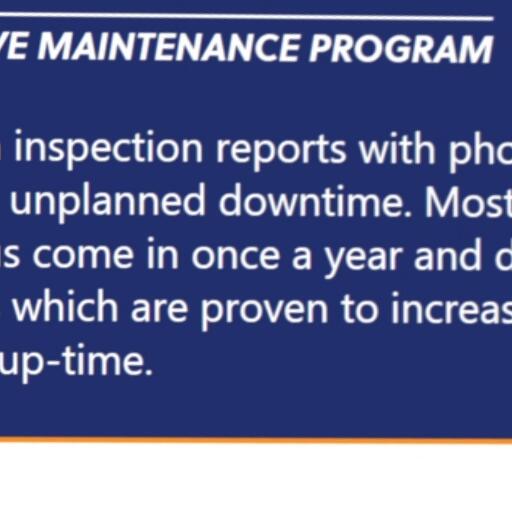 VE MAINTENANCE PROGRAM
inspection reports with pho
unplanned downtime. Most
us come in once a year and d
which are proven to increas
up-time.